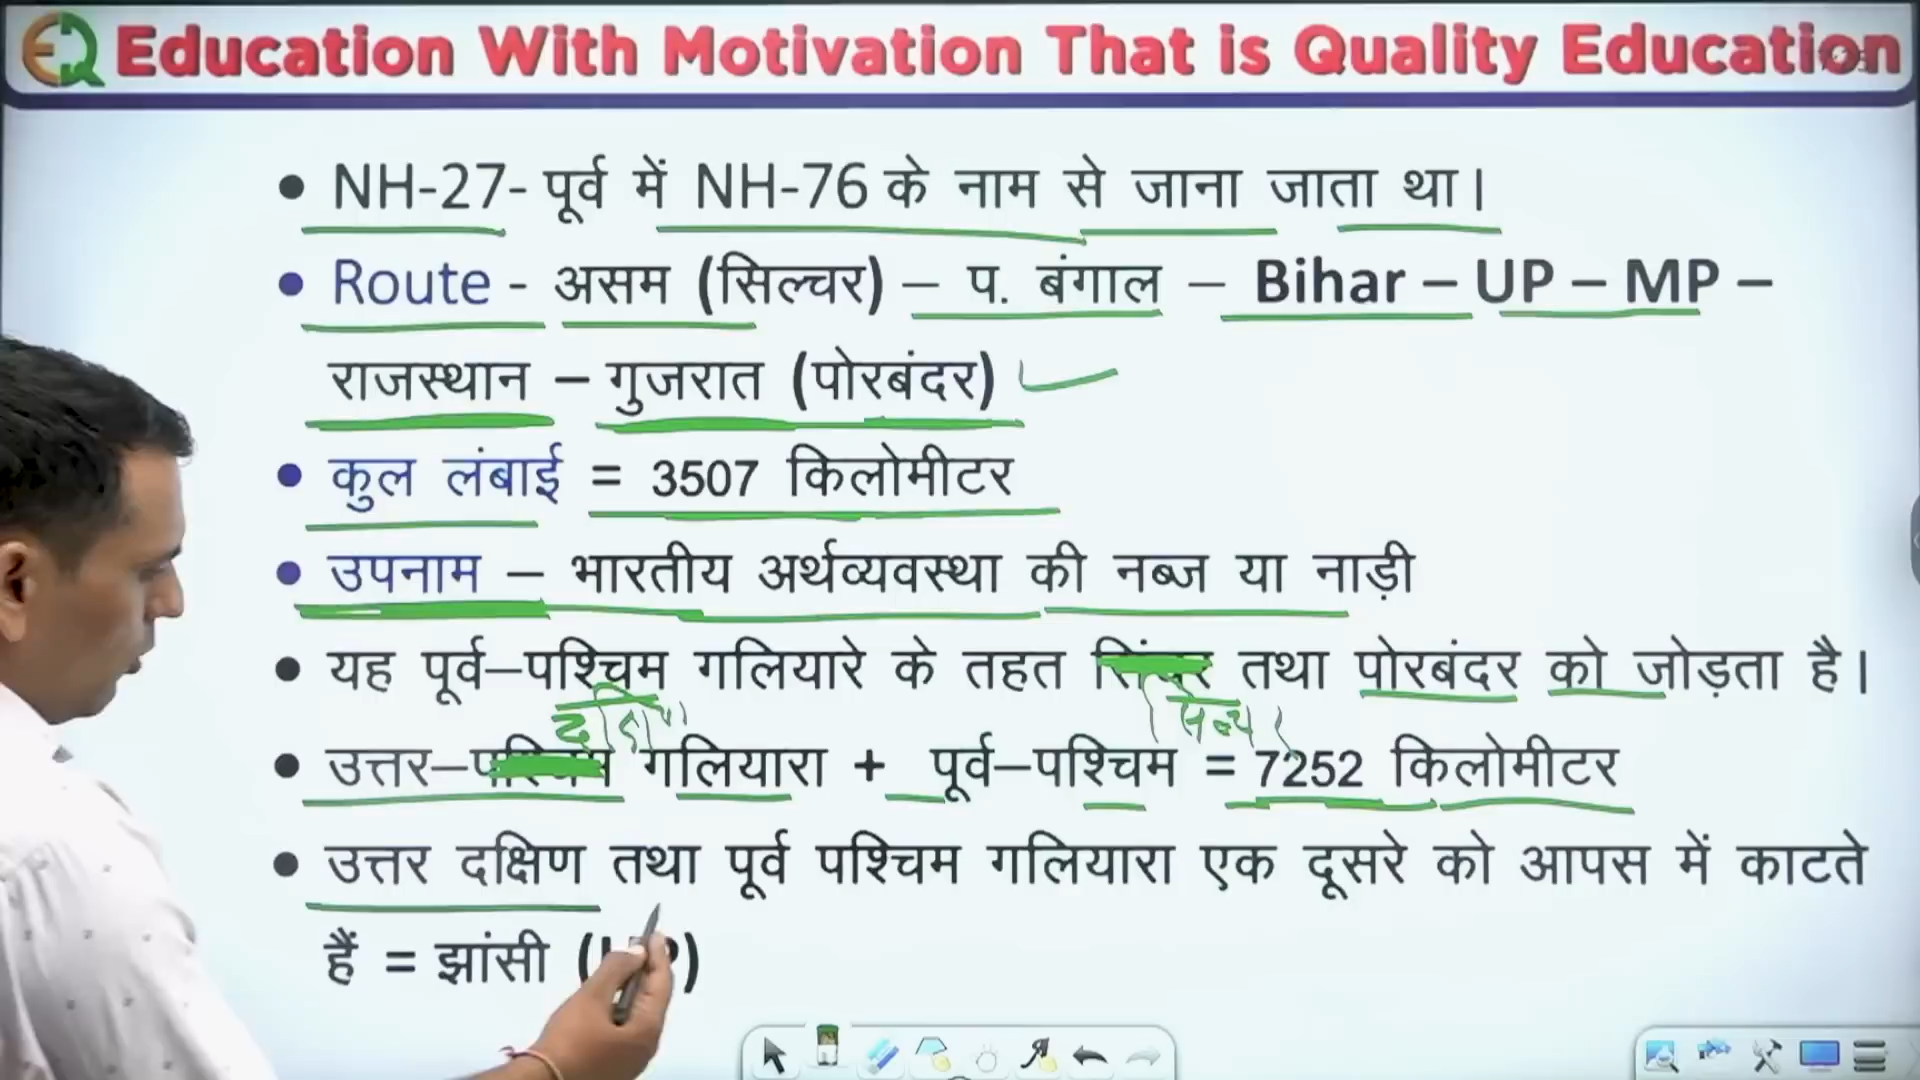 Education With Motivation That is Quality Education
• NH-27- पूर्व में NH-76 के नाम से जाना जाता था।
• Route - असम (सिल्चर) – प. बंगाल – Bihar – UP – MP –
राजस्थान – गुजरात (पोरबंदर)
• कुल लंबाई = 3507 किलोमीटर
• उपनाम – भारतीय अर्थव्यवस्था की नब्ज या नाड़ी
• यह पूर्व–पश्चिम गलियारे के तहत तथा पोरबंदर को जोड़ता है।
• उत्तर– गलियारा + पूर्व–पश्चिम = 7252 किलोमीटर
• उत्तर दक्षिण तथा पूर्व पश्चिम गलियारा एक दूसरे को आपस में काटते
हैं = झांसी